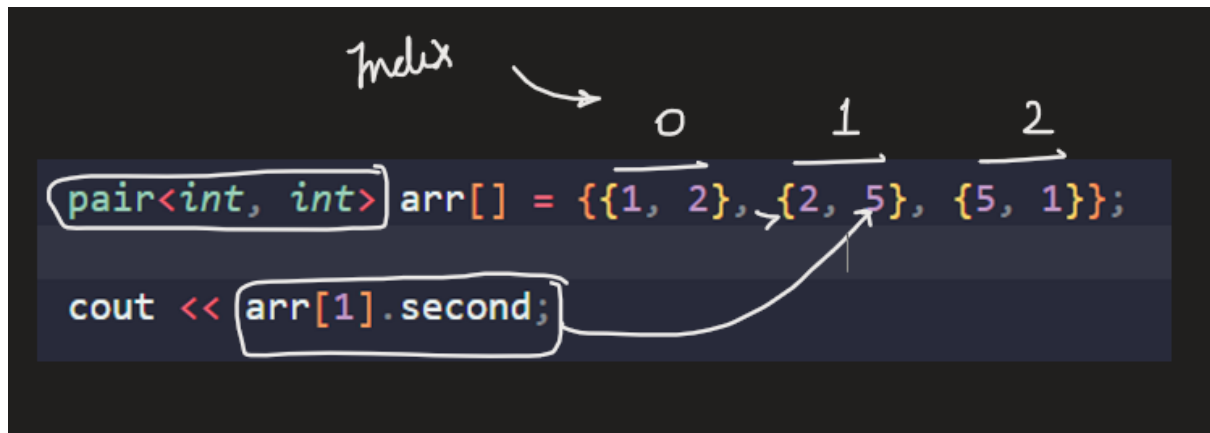 Index
0 1 2
pair<int, int> arr[] = {{1, 2}, {2, 5}, {5, 1}};
cout << arr[1].second;